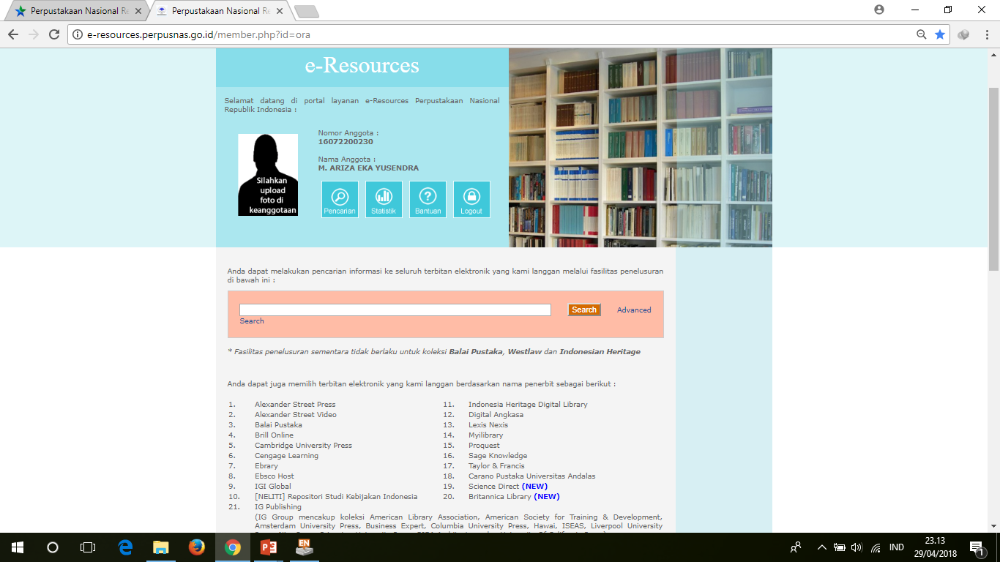 Perpustakaan Nasional Re
Perpustakaan Nasional Re
e-resources.perpusnas.go.id/member.php?id=ora
e-Resources
Selamat datang di portal layanan e-Resources Perpustakaan Nasional
Republik Indonesia :
Nomor Anggota :
16072200230
Nama Anggota :
M. ARIZA EKA YUSENDRA
Silahkan
upload
foto di
keanggotaan
Pencarian
Statistik
Bantuan
Logout
Anda dapat melakukan pencarian informasi ke seluruh terbitan elektronik yang kami langgan melalui fasilitas penelusuran
di bawah ini :
Search Advanced
Search
* Fasilitas penelusuran sementara tidak berlaku untuk koleksi Balai Pustaka, Westlaw dan Indonesian Heritage
Anda dapat juga memilih terbitan elektronik yang kami langgan berdasarkan nama penerbit sebagai berikut :
1. Alexander Street Press
2. Alexander Street Video
3. Balai Pustaka
4. Brill Online
5. Cambridge University Press
6. Cengage Learning
7. Ebrary
8. Ebsco Host
9. IGI Global
10. [NELITI] Repositori Studi Kebijakan Indonesia
11. Indonesia Heritage Digital Library
12. Digital Angkasa
13. Lexis Nexis
14. Myilibrary
15. Proquest
16. Sage Knowledge
17. Taylor & Francis
18. Carano Pustaka Universitas Andalas
19. Science Direct (NEW)
20. Britannica Library (NEW)
21. IG Publishing
(IG Group mencakup koleksi American Library Association, American Society for Training & Development,
Amsterdam University Press, Business Expert, Columbia University Press, Hawai, ISEAS, Liverpool University
EN
IND
23.13
29/04/2018
1